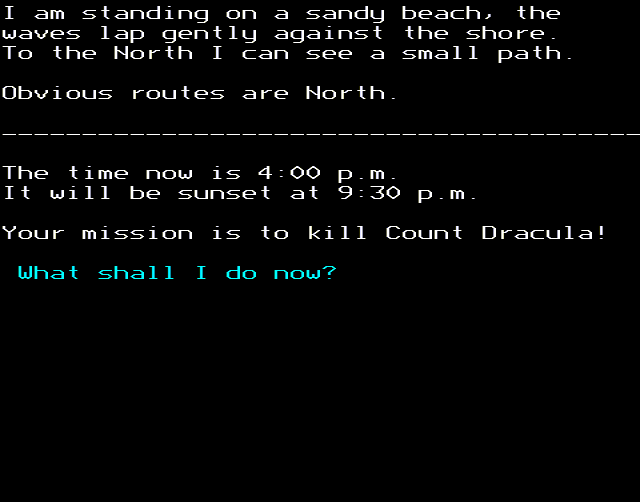 I am standing on a sandy beach, the
waves lap gently against the shore.
To the North I can see a small path.
Obvious routes are North.
----------------------------------------
The time now is 4:00 p.m.
It will be sunset at 9:30 p.m.
Your mission is to kill Count Dracula!
What shall I do now?